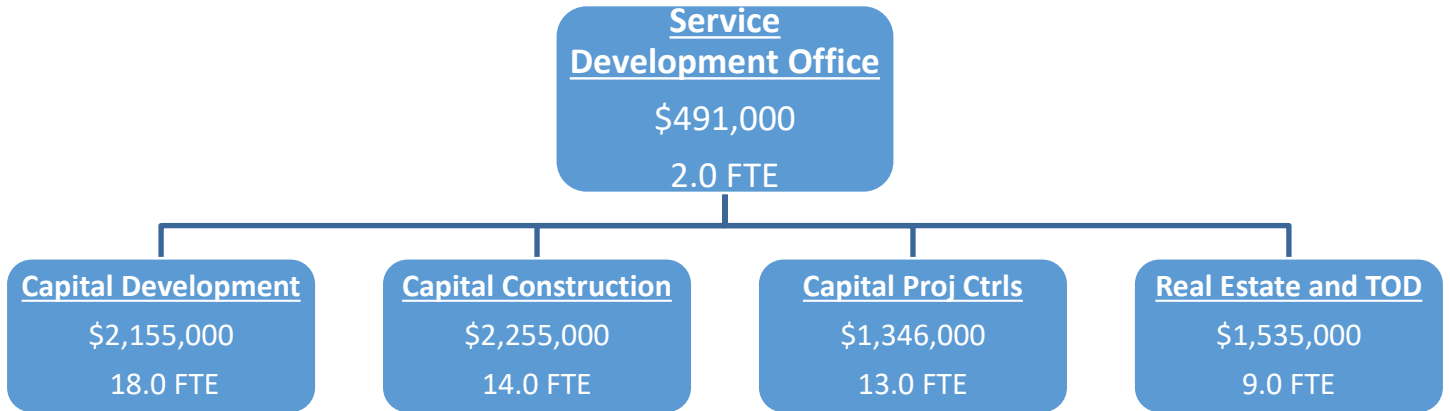 Service
Development Office
$491,000
2.0 FTE
Capital Development
$2,155,000
18.0 FTE
Capital Construction
$2,255,000
14.0 FTE
Capital Proj Ctrls
$1,346,000
13.0 FTE
Real Estate and TOD
$1,535,000
9.0 FTE